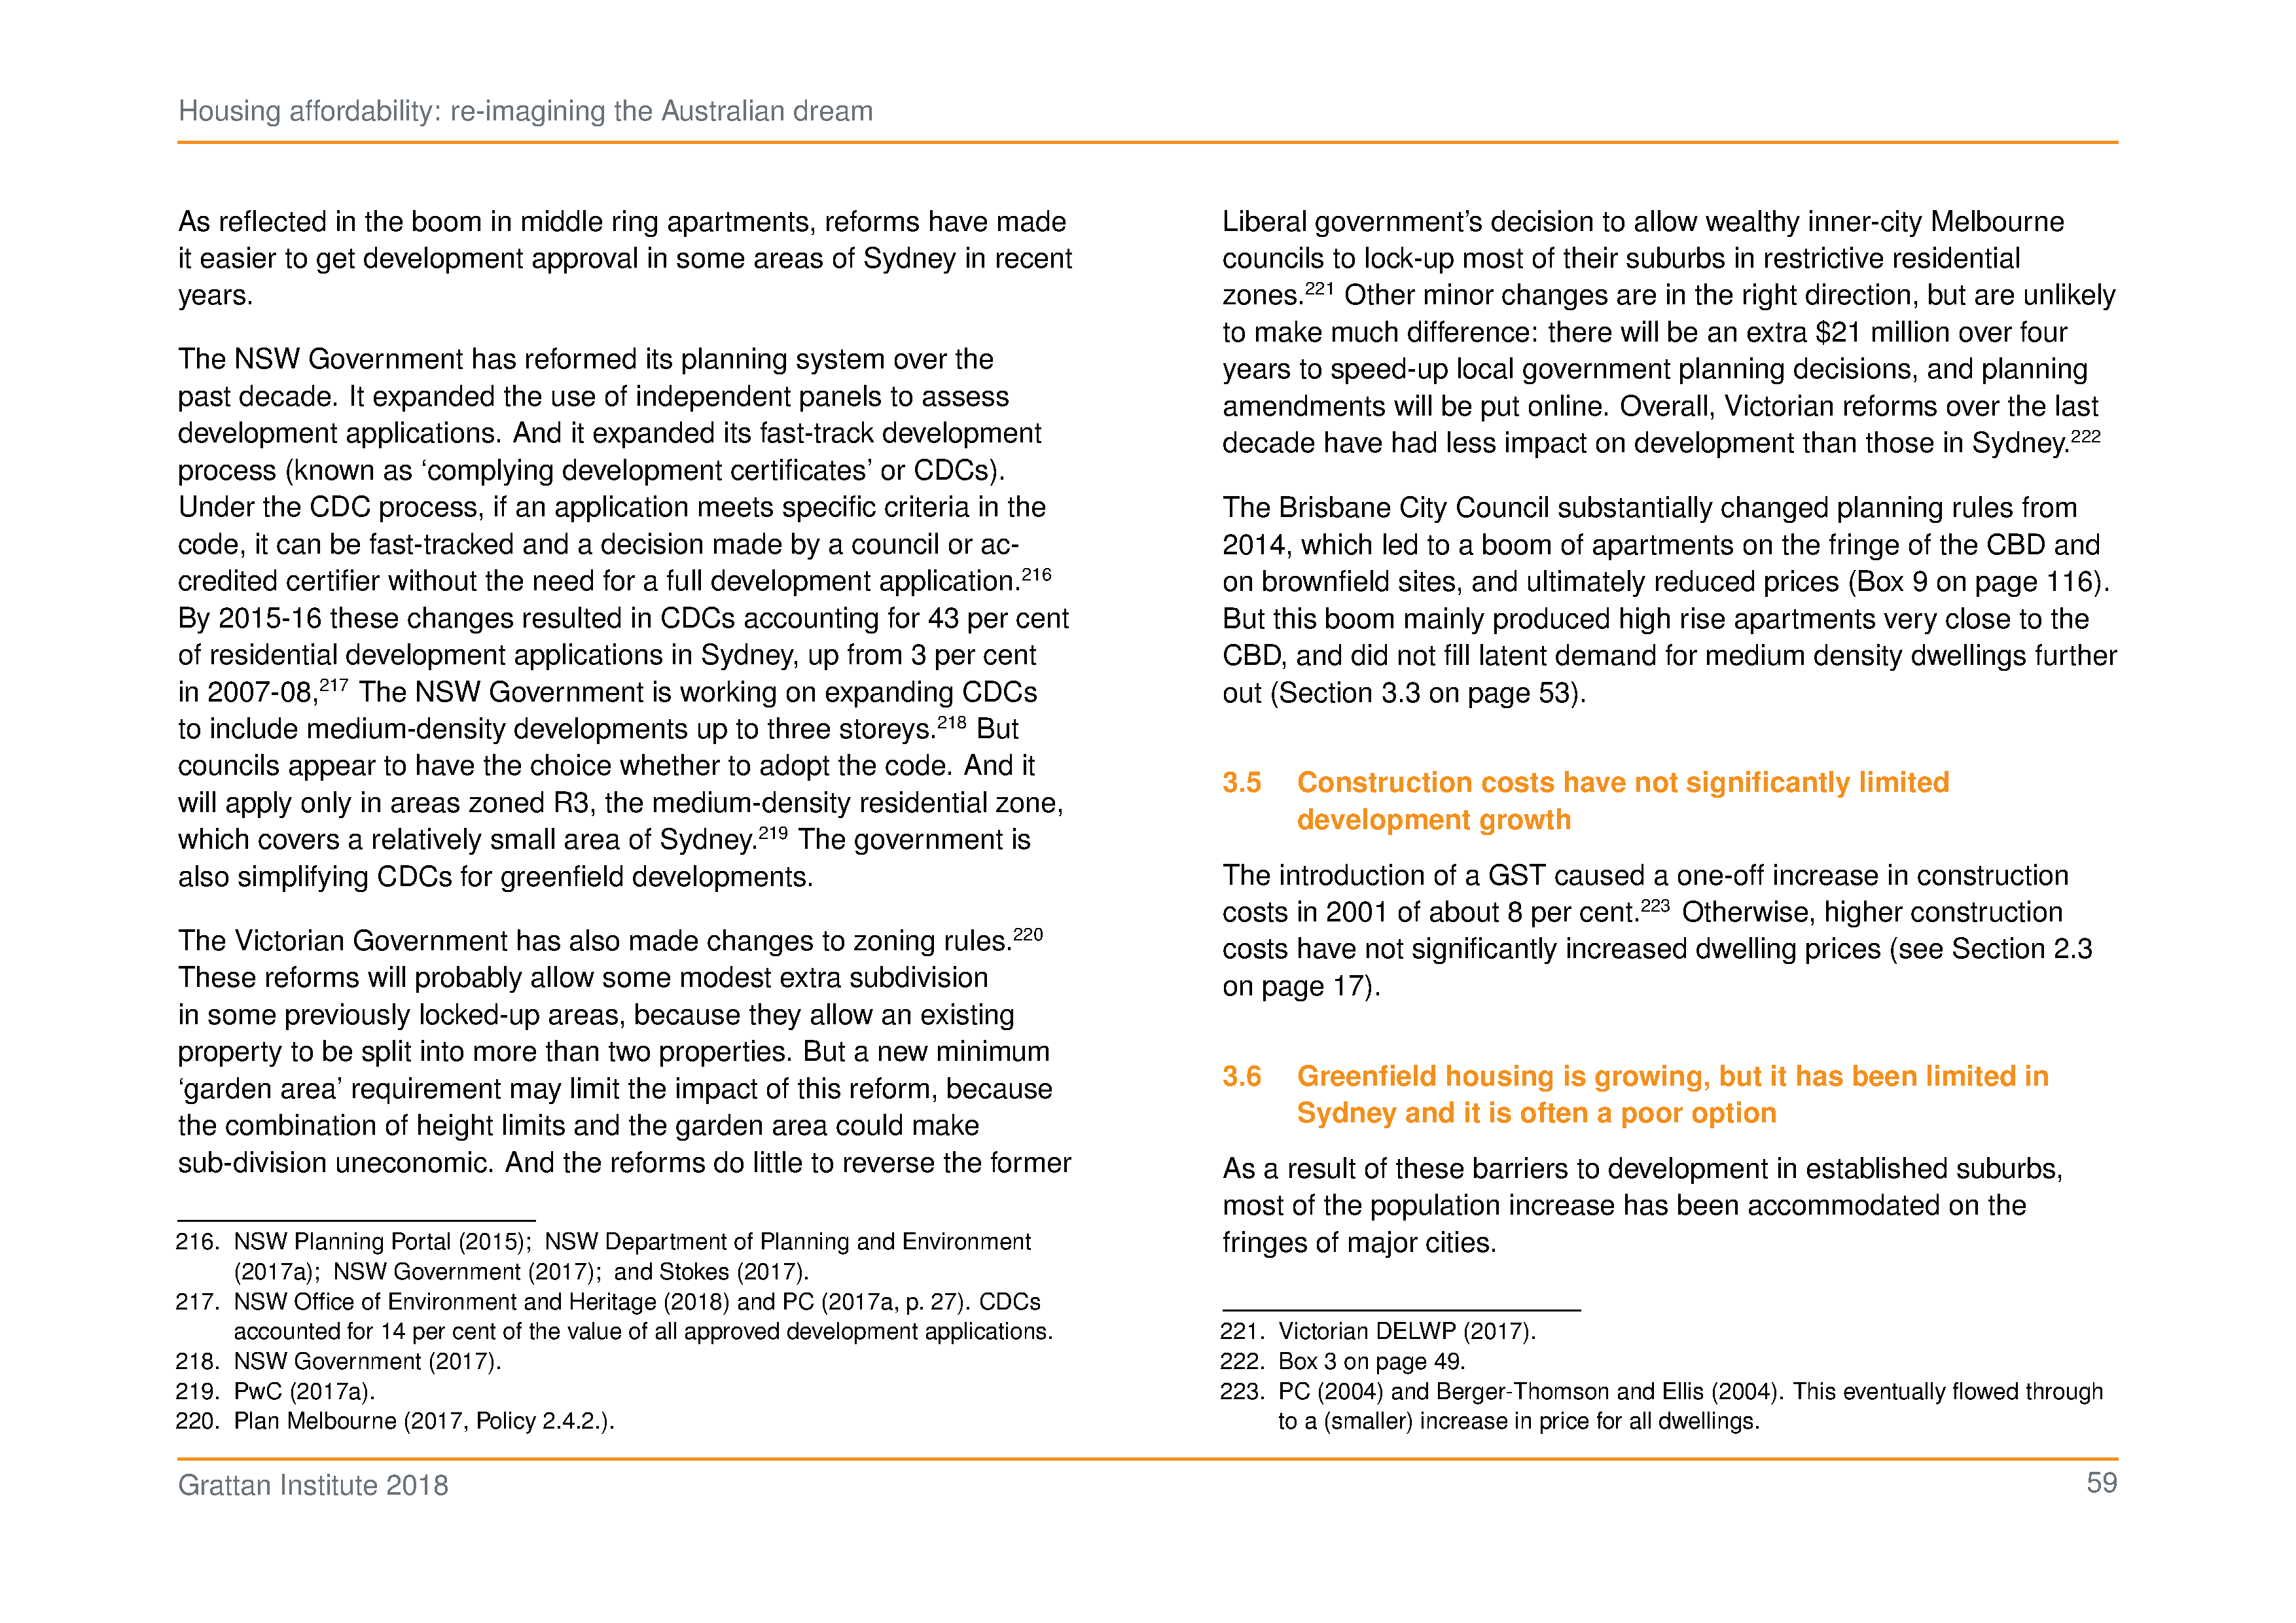 Housing affordability: re-imagining the Australian dream
As reflected in the boom in middle ring apartments, reforms have made
it easier to get development approval in some areas of Sydney in recent
years.
The NSW Government has reformed its planning system over the
past decade. It expanded the use of independent panels to assess
development applications. And it expanded its fast-track development
process (known as ‘complying development certificates’ or CDCs).
Under the CDC process, if an application meets specific criteria in the
code, it can be fast-tracked and a decision made by a council or ac-
credited certifier without the need for a full development application.216
By 2015-16 these changes resulted in CDCs accounting for 43 per cent
of residential development applications in Sydney, up from 3 per cent
in 2007-08,217 The NSW Government is working on expanding CDCs
to include medium-density developments up to three storeys.218 But
councils appear to have the choice whether to adopt the code. And it
will apply only in areas zoned R3, the medium-density residential zone,
which covers a relatively small area of Sydney.219 The government is
also simplifying CDCs for greenfield developments.
The Victorian Government has also made changes to zoning rules.220
These reforms will probably allow some modest extra subdivision
in some previously locked-up areas, because they allow an existing
property to be split into more than two properties. But a new minimum
‘garden area’ requirement may limit the impact of this reform, because
the combination of height limits and the garden area could make
sub-division uneconomic. And the reforms do little to reverse the former
216. NSW Planning Portal (2015); NSW Department of Planning and Environment
(2017a); NSW Government (2017); and Stokes (2017).
217. NSW Office of Environment and Heritage (2018) and PC (2017a, p. 27). CDCs
accounted for 14 per cent of the value of all approved development applications.
218. NSW Government (2017).
219. PwC (2017a).
220. Plan Melbourne (2017, Policy 2.4.2.).
Liberal government’s decision to allow wealthy inner-city Melbourne
councils to lock-up most of their suburbs in restrictive residential
zones.221 Other minor changes are in the right direction, but are unlikely
to make much difference: there will be an extra $21 million over four
years to speed-up local government planning decisions, and planning
amendments will be put online. Overall, Victorian reforms over the last
decade have had less impact on development than those in Sydney.222
The Brisbane City Council substantially changed planning rules from
2014, which led to a boom of apartments on the fringe of the CBD and
on brownfield sites, and ultimately reduced prices (Box 9 on page 116).
But this boom mainly produced high rise apartments very close to the
CBD, and did not fill latent demand for medium density dwellings further
out (Section 3.3 on page 53).
3.5 Construction costs have not significantly limited
development growth
The introduction of a GST caused a one-off increase in construction
costs in 2001 of about 8 per cent.223 Otherwise, higher construction
costs have not significantly increased dwelling prices (see Section 2.3
on page 17).
3.6 Greenfield housing is growing, but it has been limited in
Sydney and it is often a poor option
As a result of these barriers to development in established suburbs,
most of the population increase has been accommodated on the
fringes of major cities.
221. Victorian DELWP (2017).
222. Box 3 on page 49.
223. PC (2004) and Berger-Thomson and Ellis (2004). This eventually flowed through
to a (smaller) increase in price for all dwellings.
Grattan Institute 2018
59